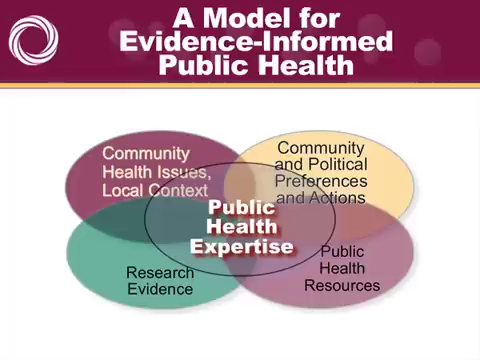 A Model for
Evidence-Informed
Public Health
Community
Health Issues,
Local Context
Community
and Political
Preferences
and Actions
Public
Health
Expertise
Research
Evidence
Public
Health
Resources